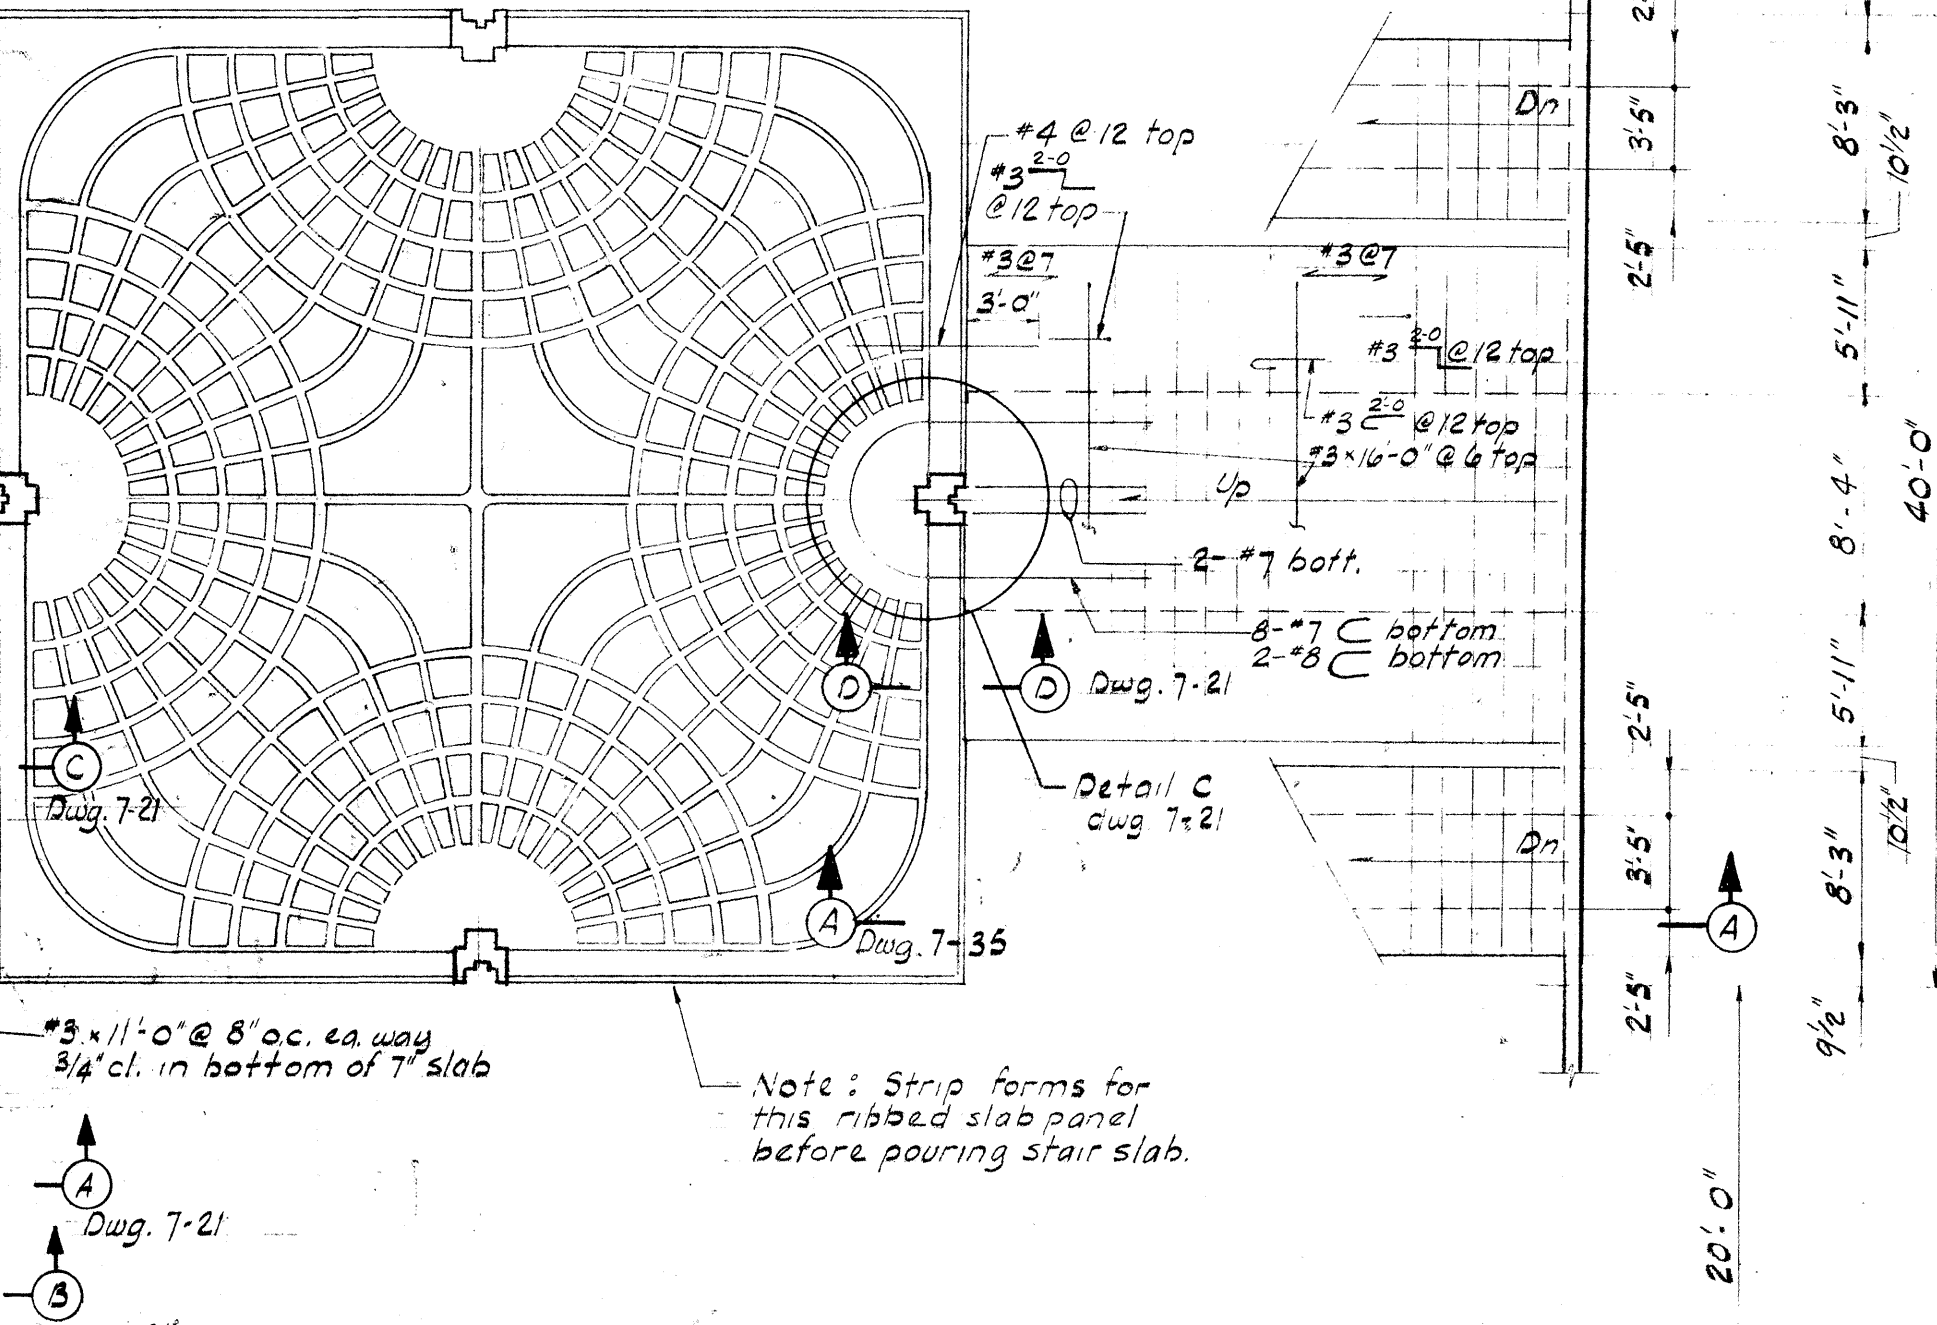 #4 @ 12 top
#3 2-0
@ 12 top
#3@7
3'-0"
#3@7
#3 2-0 @ 12 top
#3 2-0 @ 12 top
#3 x 16'-0" @ 6 top
Up
2-#7 bott.
8-#7 ⊂ bottom
2-#8 ⊂ bottom
D
D
Dwg. 7-21
C
Dwg. 7-21
Detail C
dwg 7-21
A
Dwg. 7-35
Dn
Dn
#3 x 11'-0" @ 8" o.c. ea. way
3/4" cl. in bottom of 7" slab
Note : Strip forms for
this ribbed slab panel
before pouring stair slab.
A
Dwg. 7-21
B
3'-5"
2'-5"
2'-5"
3'-5"
2'-5"
A
20'-0"
8'-3"
10½"
5'-11"
8'-4"
5'-11"
10½"
8'-3"
9½"
40'-0"